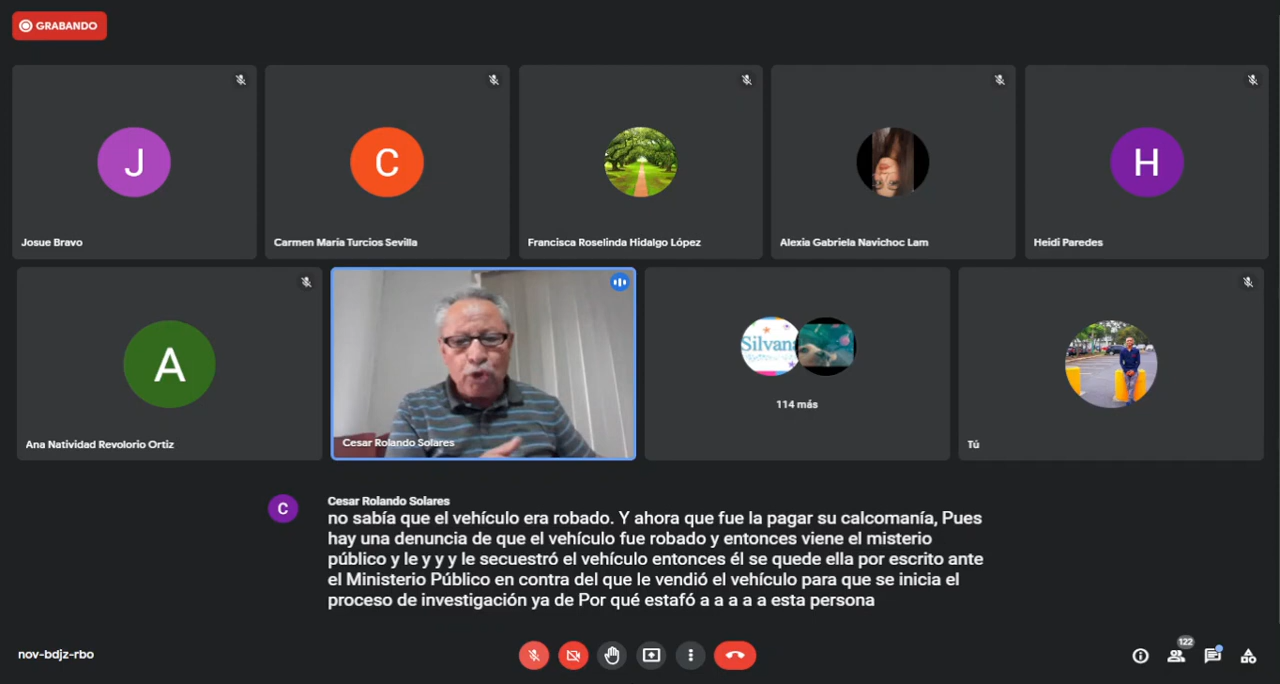 GRABANDO
J
C
H
Josue Bravo
Carmen María Turcios Sevilla
Francisca Roselinda Hidalgo López
Alexia Gabriela Navichoc Lam
Heidi Paredes
A
Silvana
114 más
Ana Natividad Revolorio Ortiz
Cesar Rolando Solares
Tú
C
Cesar Rolando Solares
no sabía que el vehículo era robado. Y ahora que fue la pagar su calcomanía, Pues
hay una denuncia de que el vehículo fue robado y entonces viene el misterio
público y le y y y le secuestró el vehículo entonces él se quede ella por escrito ante
el Ministerio Público en contra del que le vendió el vehículo para que se inicia el
proceso de investigación ya de Por qué estafó a a a a a esta persona
nov-bdjz-rbo
122